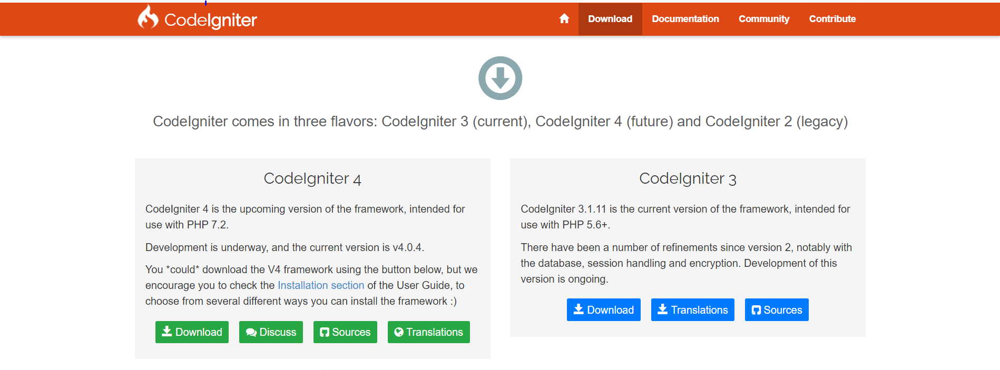 CodeIgniter
Download Documentation Community Contribute
CodeIgniter comes in three flavors: CodeIgniter 3 (current), CodeIgniter 4 (future) and CodeIgniter 2 (legacy)
CodeIgniter 4
CodeIgniter 4 is the upcoming version of the framework, intended for
use with PHP 7.2.
Development is underway, and the current version is v4.0.4.
You *could* download the V4 framework using the button below, but we
encourage you to check the Installation section of the User Guide, to
choose from several different ways you can install the framework :)
Download Discuss Sources Translations
CodeIgniter 3
CodeIgniter 3.1.11 is the current version of the framework, intended for
use with PHP 5.6+.
There have been a number of refinements since version 2, notably with
the database, session handling and encryption. Development of this
version is ongoing.
Download Translations Sources